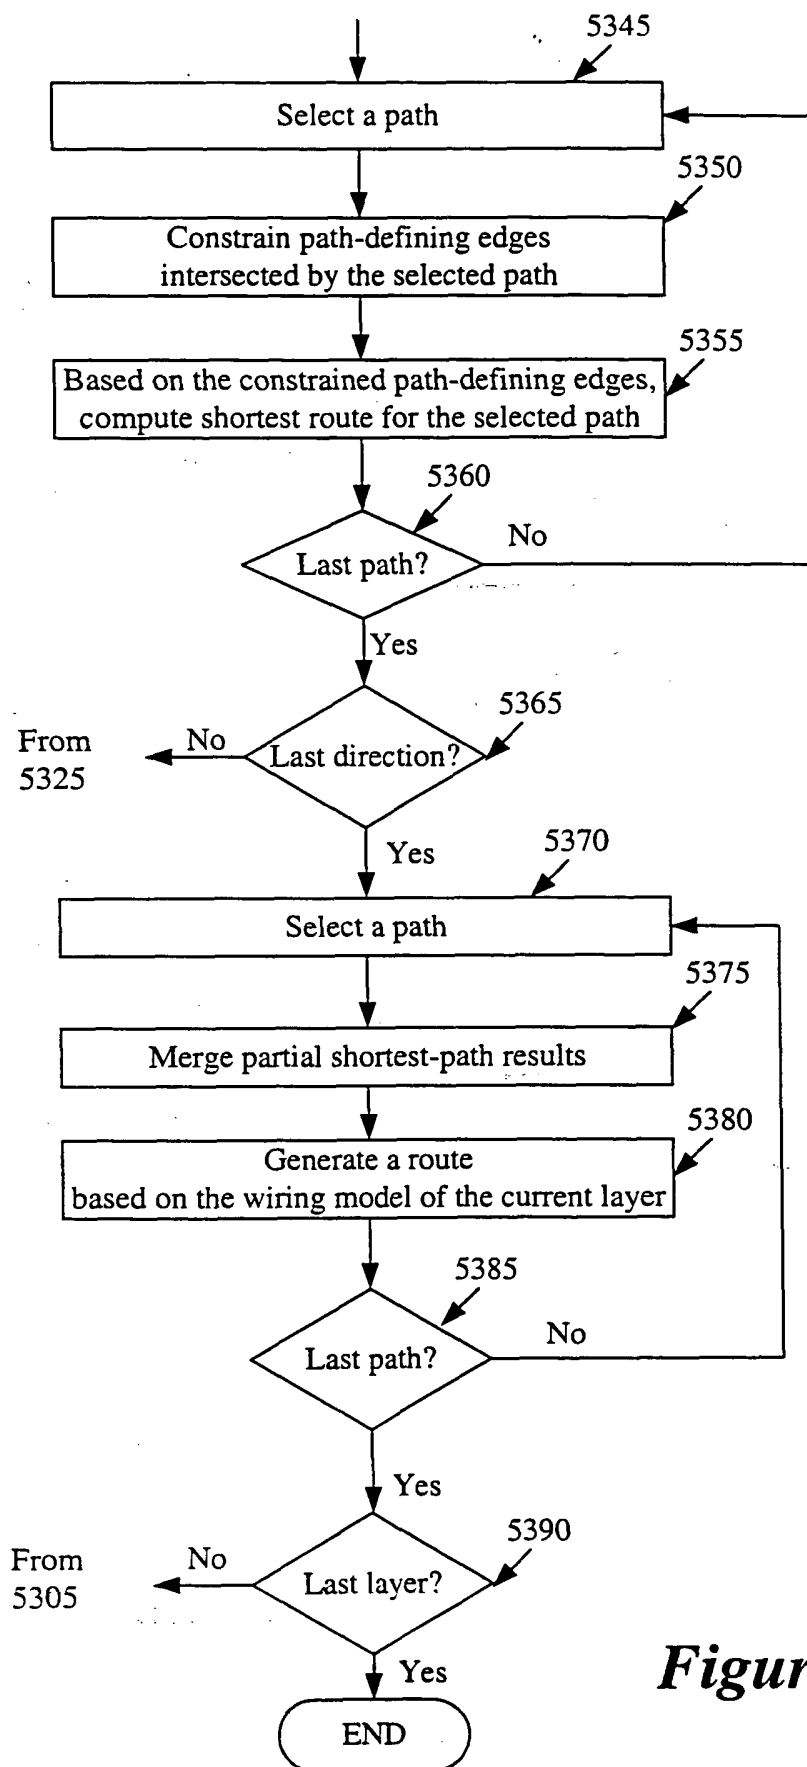 5345
Select a path
5350
Constrain path-defining edges
intersected by the selected path
5355
Based on the constrained path-defining edges,
compute shortest route for the selected path
5360
Last path?
No
Yes
5365
From
5325
No
Last direction?
Yes
5370
Select a path
5375
Merge partial shortest-path results
5380
Generate a route
based on the wiring model of the current layer
5385
Last path?
No
Yes
5390
From
5305
No
Last layer?
Yes
END
Figur